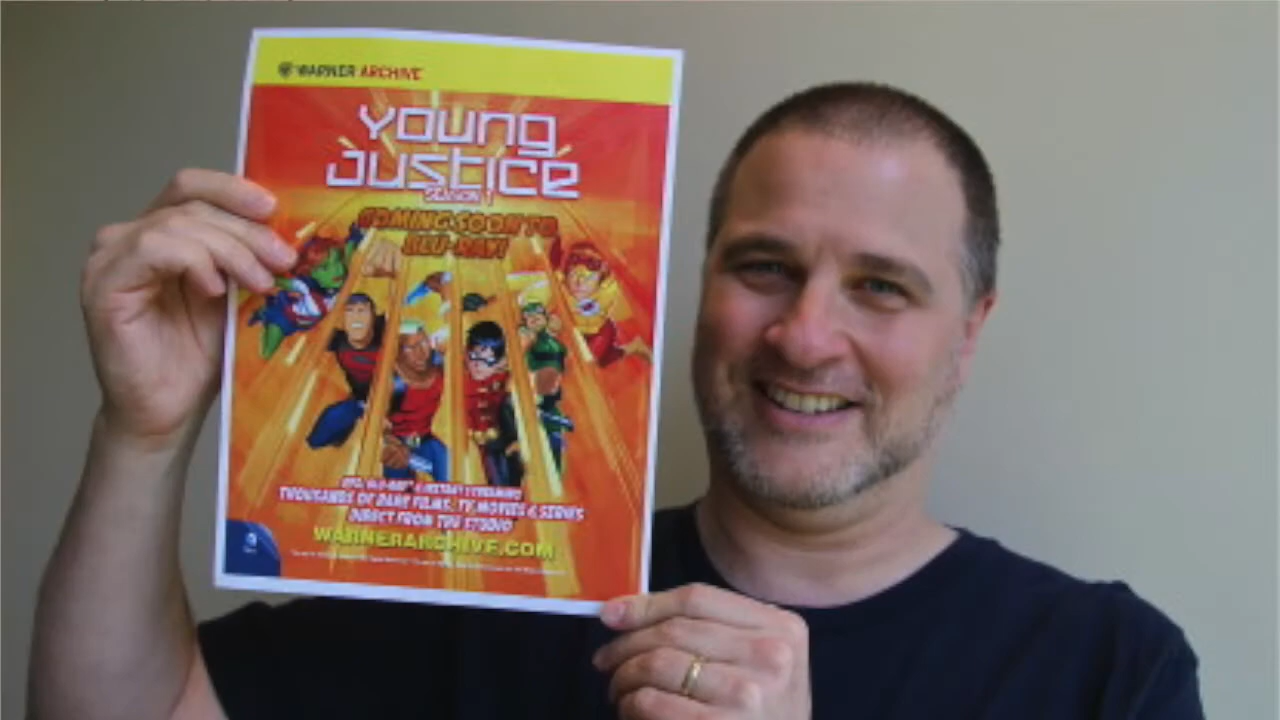 WARNER ARCHIVE
YOUNG
JUSTICE
SEASON 1
COMING SOON TO
BLU-RAY!
THOUSANDS OF RARE FILMS, TV MOVIES & SERIES
DIRECT FROM THE STUDIO
WARNERARCHIVE.COM